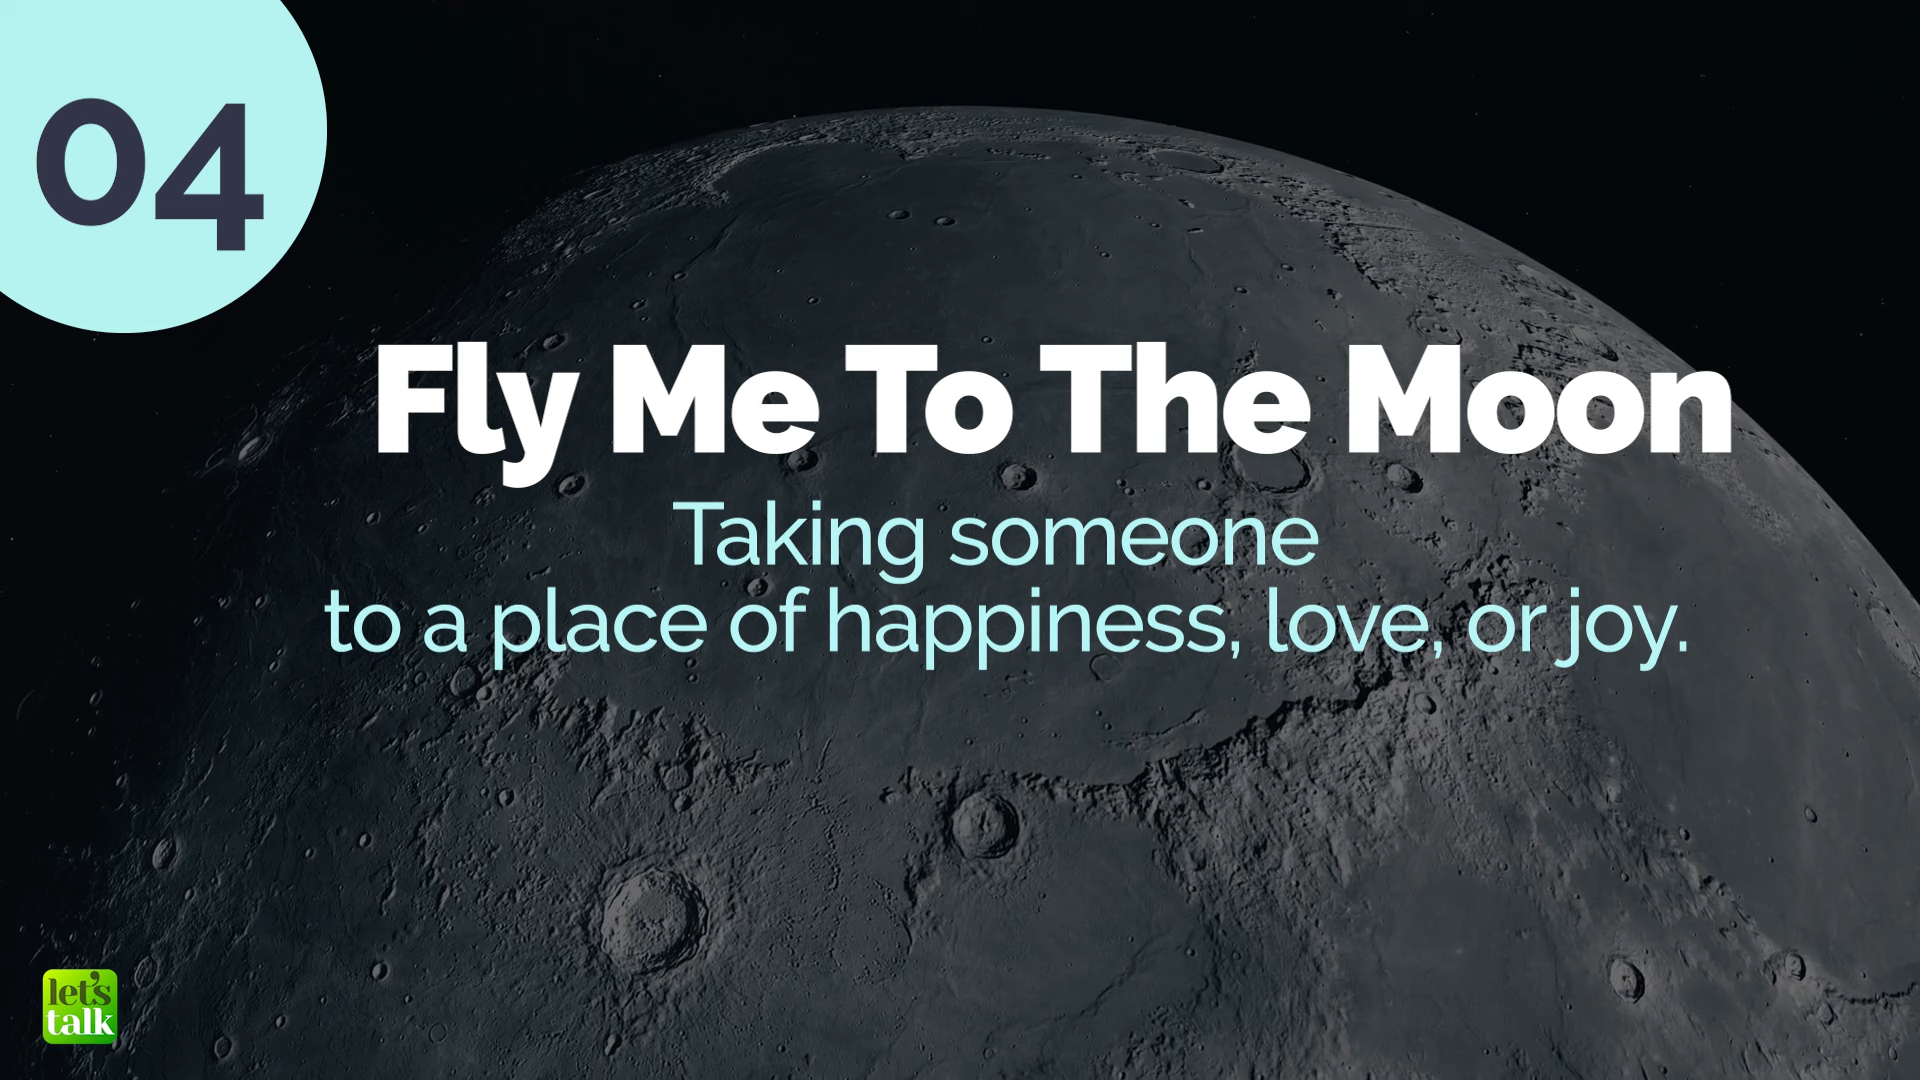 04
Fly Me To The Moon
Taking someone
to a place of happiness, love, or joy.
let's
talk